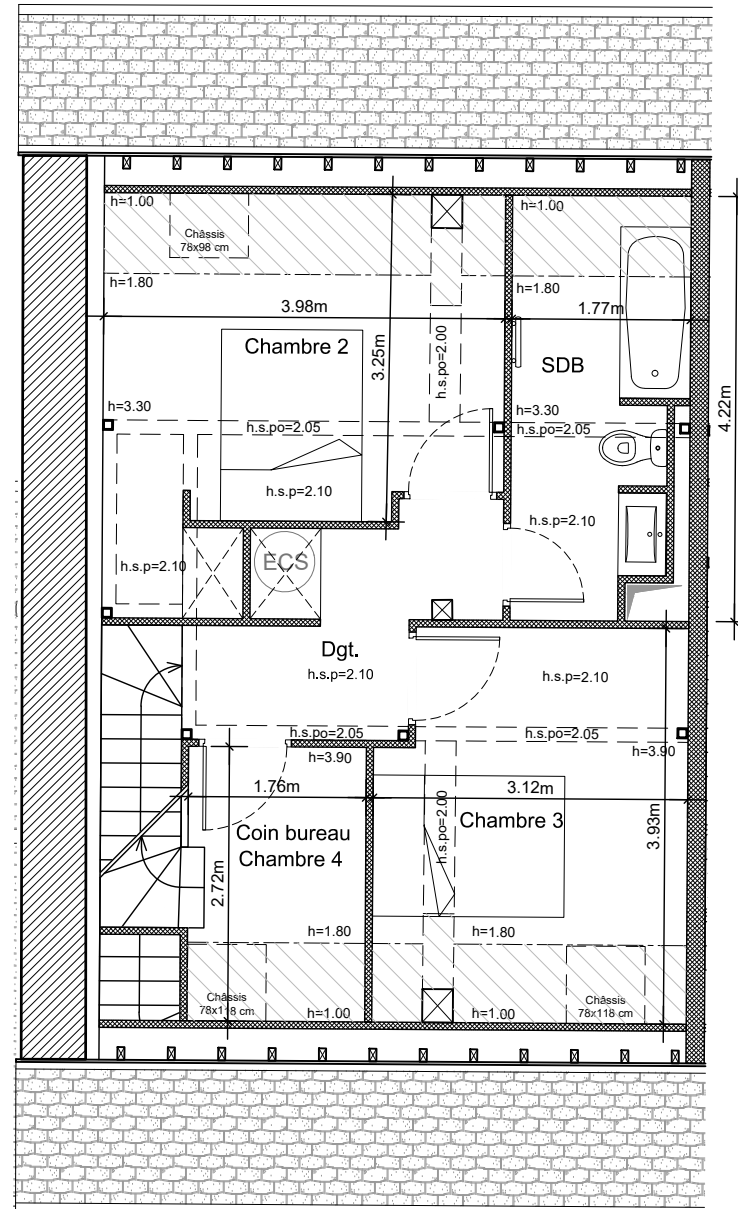 h=1.00
h=1.00
Châssis
78x98 cm
h=1.80
h=1.80
3.98m
1.77m
Chambre 2
3.25m
h.s.po=2.00
SDB
4.22m
h=3.30
h=3.30
h.s.po=2.05
h.s.po=2.05
h.s.p=2.10
h.s.p=2.10
h.s.p=2.10
ECS
Dgt.
h.s.p=2.10
h.s.p=2.10
h.s.po=2.05
h.s.po=2.05
h=3.90
h=3.90
1.76m
3.12m
h.s.po=2.00
Coin bureau
Chambre 4
Chambre 3
3.93m
2.72m
h=1.80
h=1.80
Châssis
78x118 cm
Châssis
78x118 cm
h=1.00
h=1.00